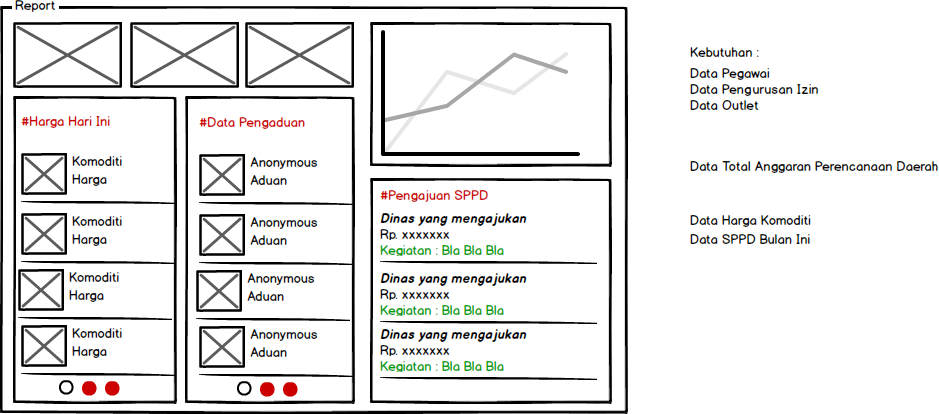 Report
#Harga Hari Ini
Komoditi
Harga
Komoditi
Harga
Komoditi
Harga
Komoditi
Harga
#Data Pengaduan
Anonymous
Aduan
Anonymous
Aduan
Anonymous
Aduan
Anonymous
Aduan
#Pengajuan SPPD
Dinas yang mengajukan
Rp. xxxxxxx
Kegiatan : Bla Bla Bla
Dinas yang mengajukan
Rp. xxxxxxx
Kegiatan : Bla Bla Bla
Dinas yang mengajukan
Rp. xxxxxxx
Kegiatan : Bla Bla Bla
Kebutuhan :
Data Pegawai
Data Pengurusan Izin
Data Outlet
Data Total Anggaran Perencanaan Daerah
Data Harga Komoditi
Data SPPD Bulan Ini